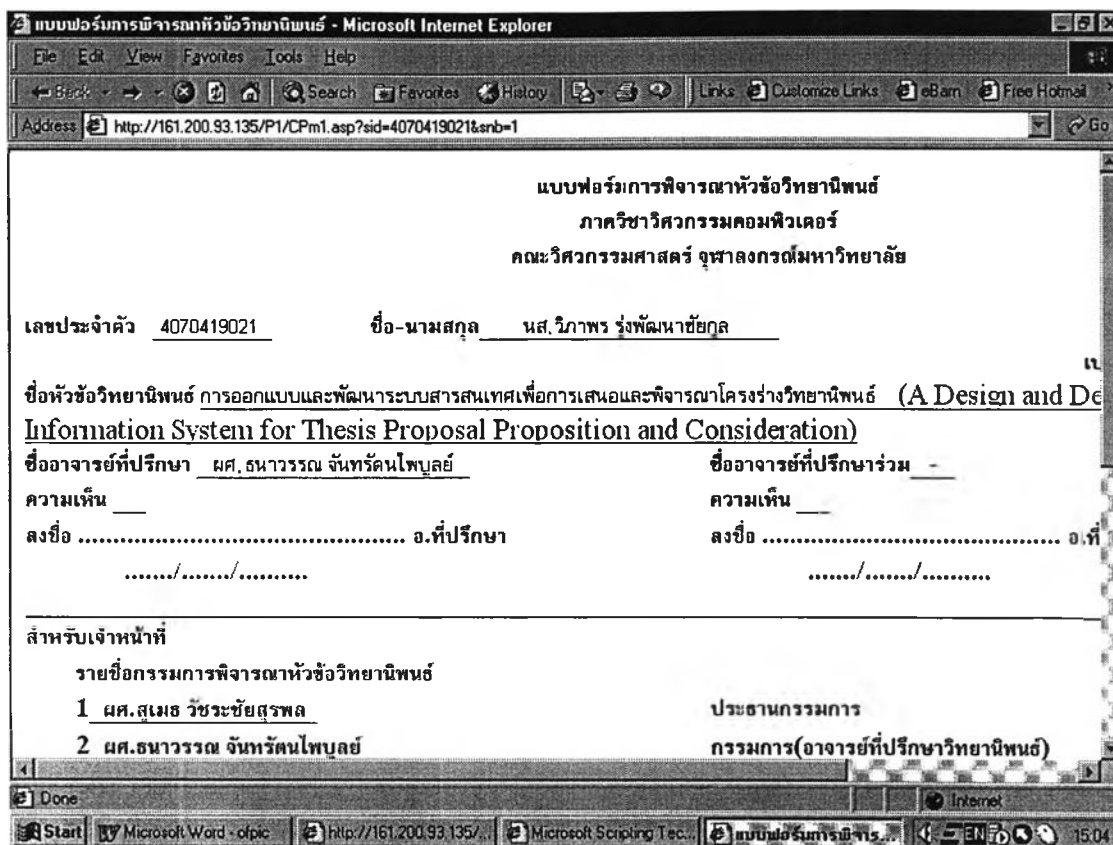 แบบฟอร์มการพิจารณาหัวข้อวิทยานิพนธ์ - Microsoft Internet Explorer
File Edit View Favorites Tools Help
Back Search Favorites History Links Customize Links eBarn Free Hotmail
Address http://161.200.93.135/P1/CPm1.asp?sid=4070419021&snb=1 Go
แบบฟอร์มการพิจารณาหัวข้อวิทยานิพนธ์
ภาควิชาวิศวกรรมคอมพิวเตอร์
คณะวิศวกรรมศาสตร์ จุฬาลงกรณ์มหาวิทยาลัย
เลขประจำตัว 4070419021 ชื่อ-นามสกุล นส.วิภาพร รุ่งพัฒนาชัยกุล
เบ
ชื่อหัวข้อวิทยานิพนธ์ การออกแบบและพัฒนาระบบสารสนเทศเพื่อการเสนอและพิจารณาโครงร่างวิทยานิพนธ์ (A Design and De
Information System for Thesis Proposal Proposition and Consideration)
ชื่ออาจารย์ที่ปรึกษา ผศ.ธนาวรรณ จันทรัตนไพบูลย์ ชื่ออาจารย์ที่ปรึกษาร่วม -
ความเห็น ___ ความเห็น ___
ลงชื่อ ............................................... อ.ที่ปรึกษา ลงชื่อ ........................................... อ.ที่
......./......./.......... ......./......./..........
สำหรับเจ้าหน้าที่
รายชื่อกรรมการพิจารณาหัวข้อวิทยานิพนธ์
1 ผศ.สุเมธ วัชระชัยสุรพล ประธานกรรมการ
2 ผศ.ธนาวรรณ จันทรัตนไพบูลย์ กรรมการ(อาจารย์ที่ปรึกษาวิทยานิพนธ์)
Done Internet
Start Microsoft Word - ofpic http://161.200.93.135/... Microsoft Scripting Tec... แบบฟอร์มการพิจาร... EN 15:04